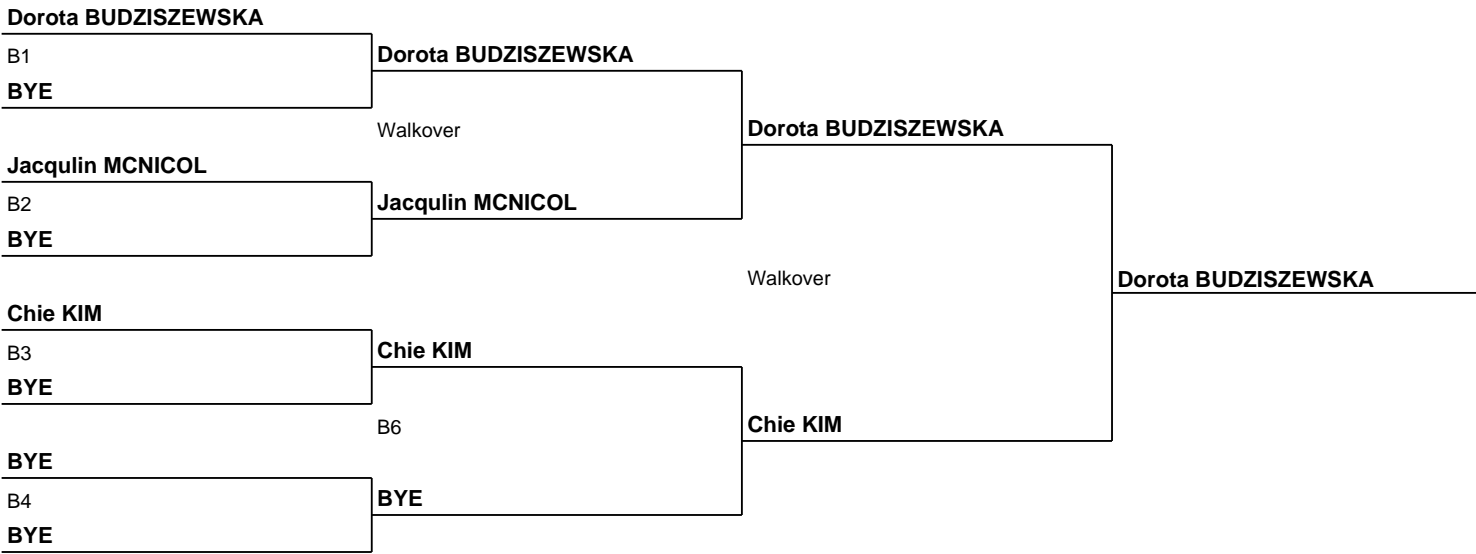 Dorota BUDZISZEWSKA
B1
Dorota BUDZISZEWSKA
BYE
Walkover
Dorota BUDZISZEWSKA
Jacqulin MCNICOL
B2
Jacqulin MCNICOL
BYE
Walkover
Dorota BUDZISZEWSKA
Chie KIM
B3
Chie KIM
BYE
B6
Chie KIM
BYE
B4
BYE
BYE